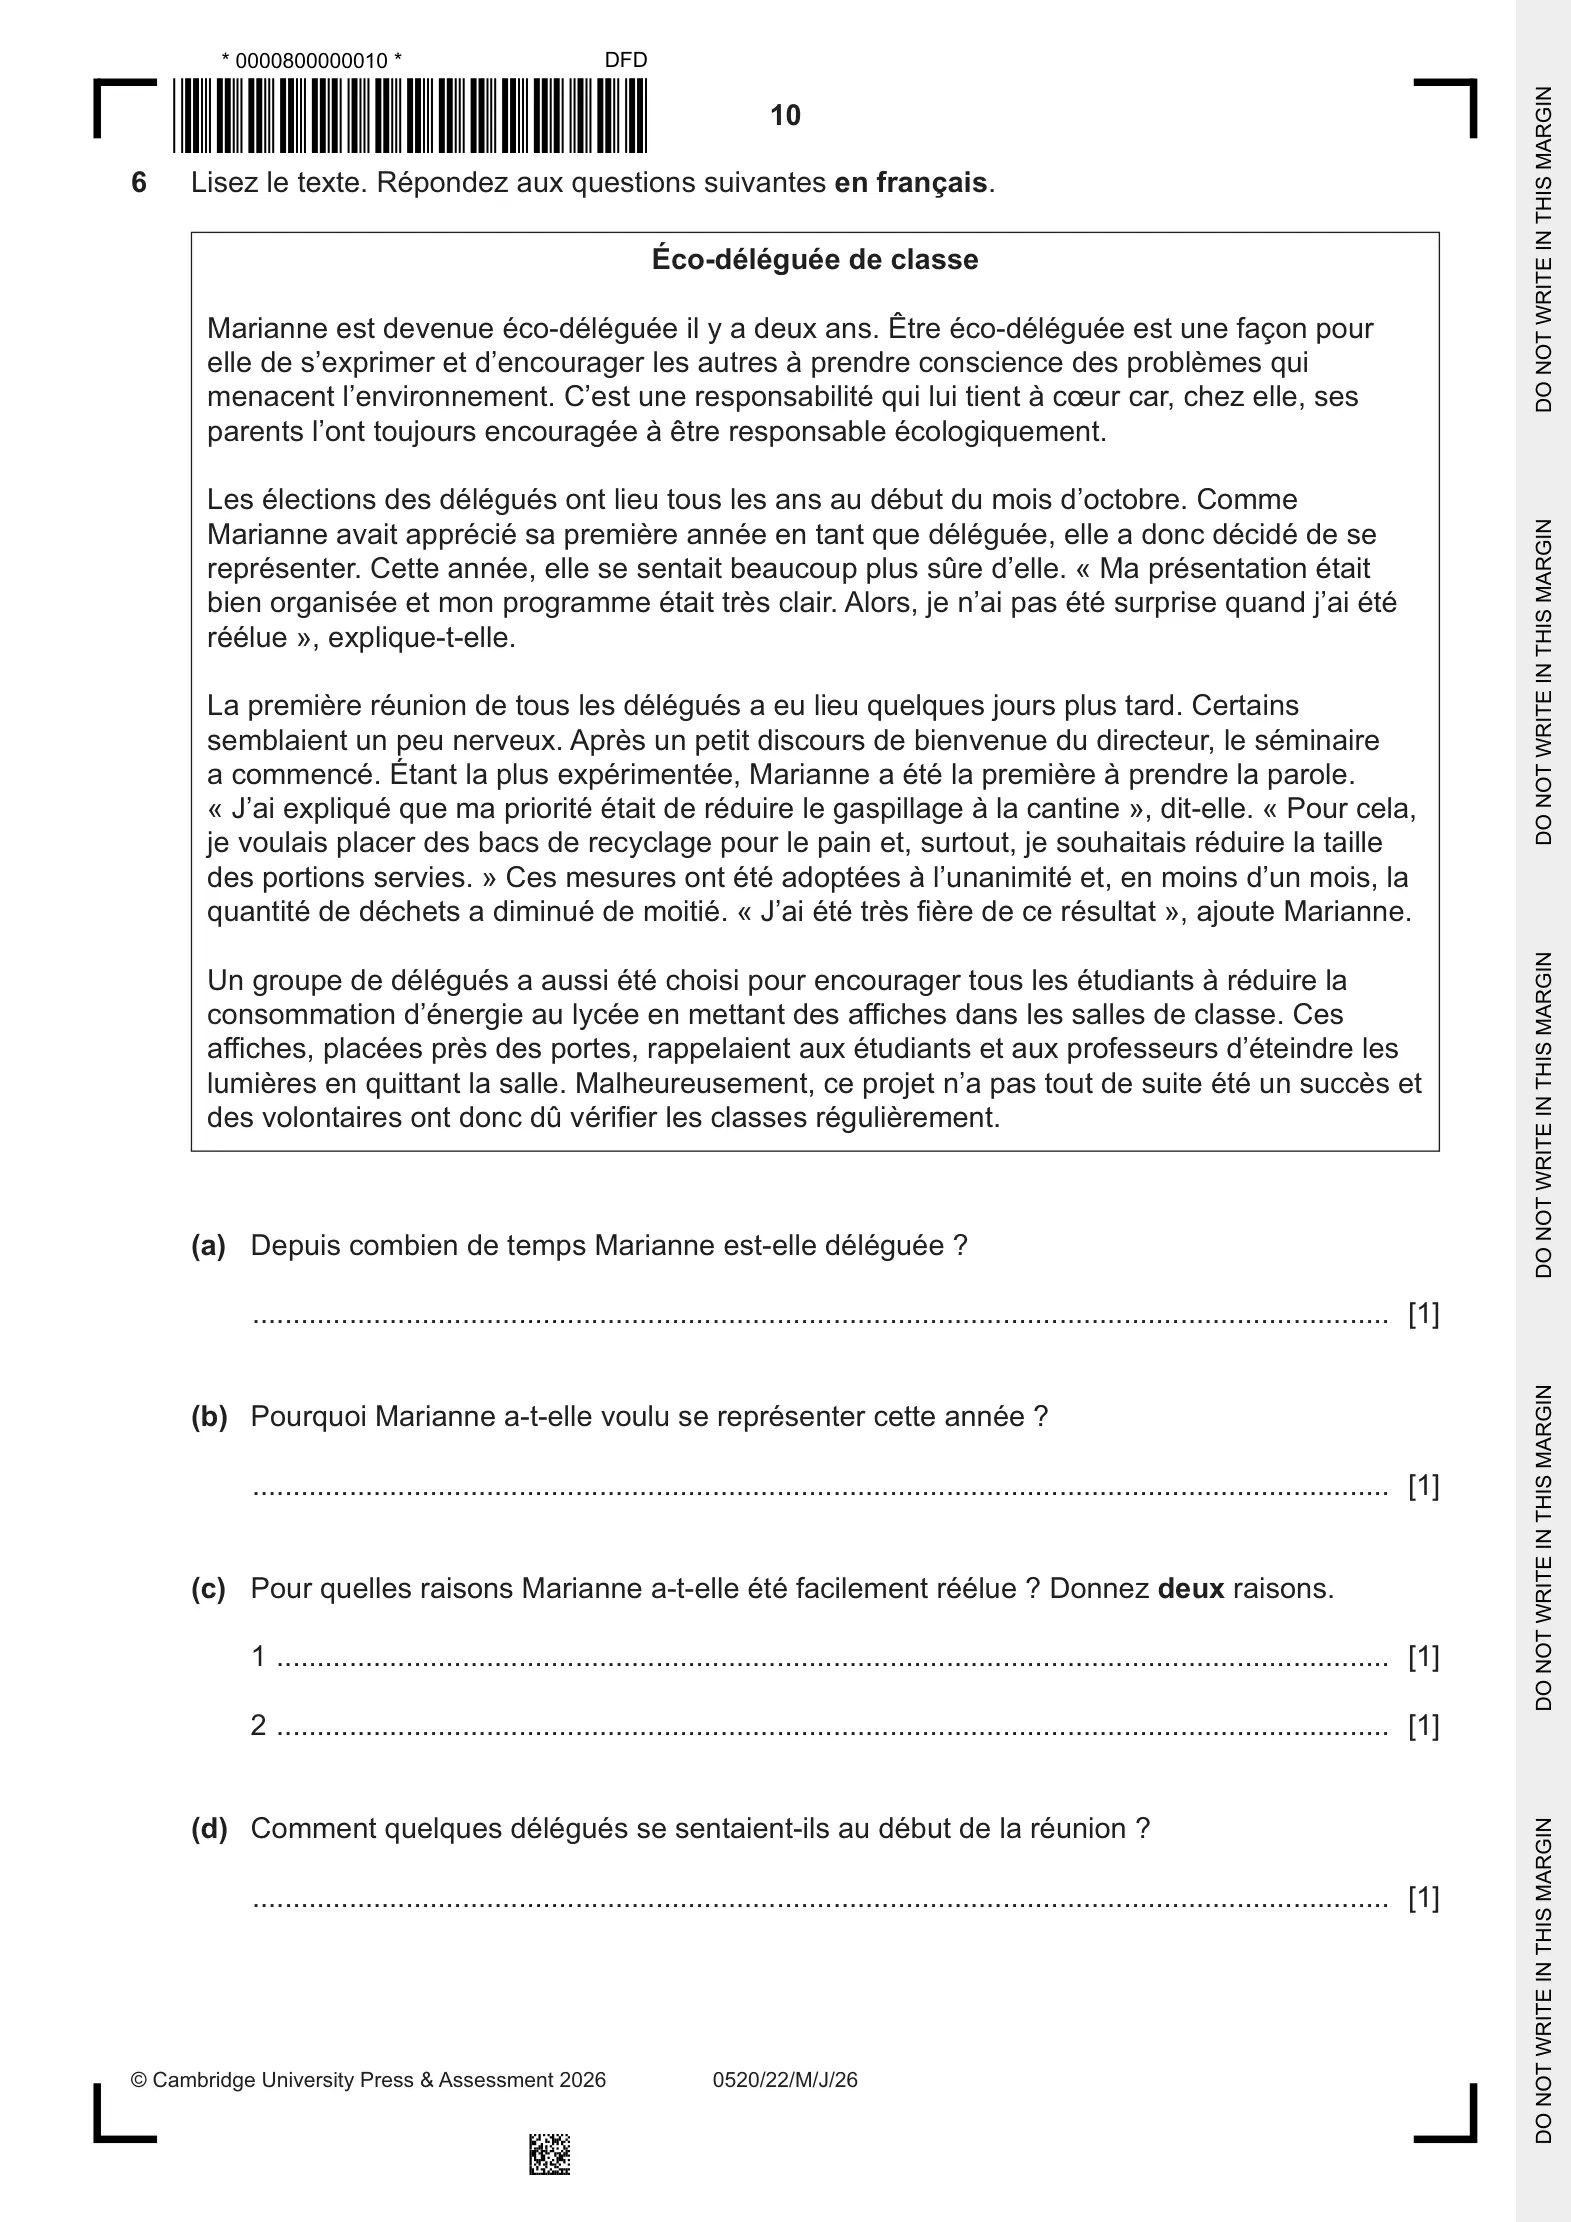 * 0000800000010 *
DFD
10
6 Lisez le texte. Répondez aux questions suivantes en français.
Éco-déléguée de classe
Marianne est devenue éco-déléguée il y a deux ans. Être éco-déléguée est une façon pour
elle de s’exprimer et d’encourager les autres à prendre conscience des problèmes qui
menacent l’environnement. C’est une responsabilité qui lui tient à cœur car, chez elle, ses
parents l’ont toujours encouragée à être responsable écologiquement.
Les élections des délégués ont lieu tous les ans au début du mois d’octobre. Comme
Marianne avait apprécié sa première année en tant que déléguée, elle a donc décidé de se
représenter. Cette année, elle se sentait beaucoup plus sûre d’elle. « Ma présentation était
bien organisée et mon programme était très clair. Alors, je n’ai pas été surprise quand j’ai été
réélue », explique-t-elle.
La première réunion de tous les délégués a eu lieu quelques jours plus tard. Certains
semblaient un peu nerveux. Après un petit discours de bienvenue du directeur, le séminaire
a commencé. Étant la plus expérimentée, Marianne a été la première à prendre la parole.
« J’ai expliqué que ma priorité était de réduire le gaspillage à la cantine », dit-elle. « Pour cela,
je voulais placer des bacs de recyclage pour le pain et, surtout, je souhaitais réduire la taille
des portions servies. » Ces mesures ont été adoptées à l’unanimité et, en moins d’un mois, la
quantité de déchets a diminué de moitié. « J’ai été très fière de ce résultat », ajoute Marianne.
Un groupe de délégués a aussi été choisi pour encourager tous les étudiants à réduire la
consommation d’énergie au lycée en mettant des affiches dans les salles de classe. Ces
affiches, placées près des portes, rappelaient aux étudiants et aux professeurs d’éteindre les
lumières en quittant la salle. Malheureusement, ce projet n’a pas tout de suite été un succès et
des volontaires ont donc dû vérifier les classes régulièrement.
(a) Depuis combien de temps Marianne est-elle déléguée ?
[1]
(b) Pourquoi Marianne a-t-elle voulu se représenter cette année ?
[1]
(c) Pour quelles raisons Marianne a-t-elle été facilement réélue ? Donnez deux raisons.
1 [1]
2 [1]
(d) Comment quelques délégués se sentaient-ils au début de la réunion ?
[1]
© Cambridge University Press & Assessment 2026
0520/22/M/J/26
DO NOT WRITE IN THIS MARGIN
DO NOT WRITE IN THIS MARGIN
DO NOT WRITE IN THIS MARGIN
DO NOT WRITE IN THIS MARGIN
DO NOT WRITE IN THIS MARGIN